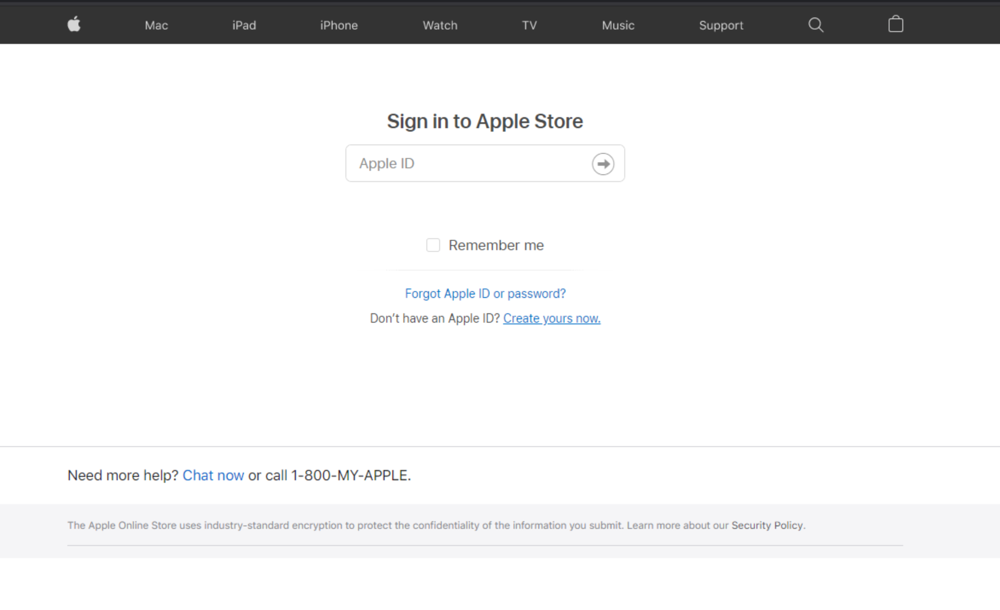 Mac iPad iPhone Watch TV Music Support
Sign in to Apple Store
Apple ID
Remember me
Forgot Apple ID or password?
Don’t have an Apple ID? Create yours now.
Need more help? Chat now or call 1-800-MY-APPLE.
The Apple Online Store uses industry-standard encryption to protect the confidentiality of the information you submit. Learn more about our Security Policy.